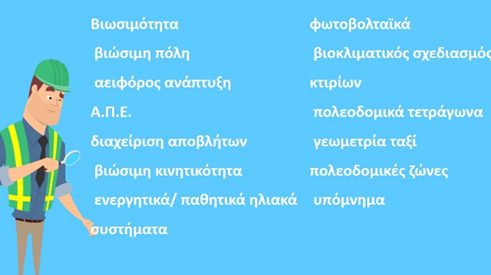 Βιωσιμότητα
βιώσιμη πόλη
αειφόρος ανάπτυξη
Α.Π.Ε.
διαχείριση αποβλήτων
βιώσιμη κινητικότητα
ενεργητικά/ παθητικά ηλιακά
συστήματα
φωτοβολταϊκά
βιοκλιματικός σχεδιασμός
κτιρίων
πολεοδομικά τετράγωνα
γεωμετρία ταξί
πολεοδομικές ζώνες
υπόμνημα